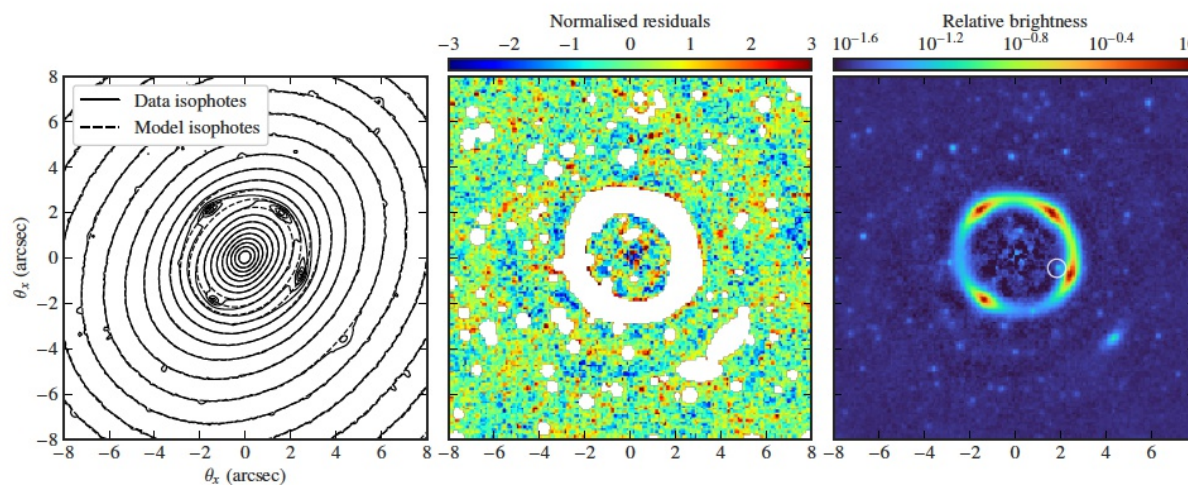 Normalised residuals
Relative brightness
−3 −2 −1 0 1 2 3
10^−1.6 10^−1.2 10^−0.8 10^−0.4
8
6
4
2
0
−2
−4
−6
−8
Data isophotes
Model isophotes
θx (arcsec)
−8 −6 −4 −2 0 2 4 6 8
θx (arcsec)
−8 −6 −4 −2 0 2 4 6 8
−8 −6 −4 −2 0 2 4 6